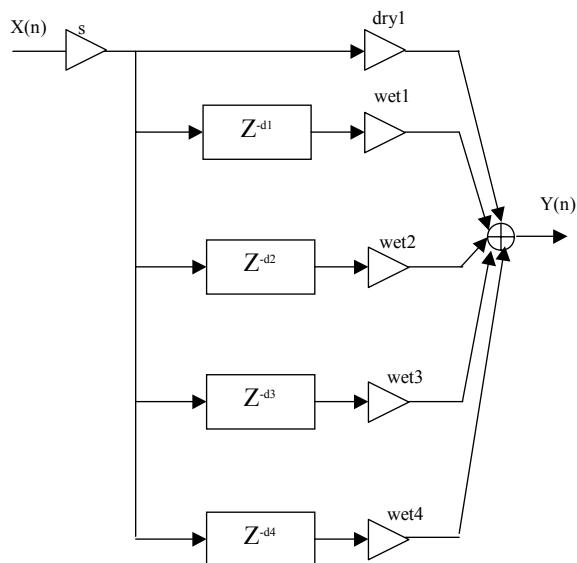 X(n)
s
dry1
wet1
Z-d1
Y(n)
wet2
Z-d2
wet3
Z-d3
wet4
Z-d4